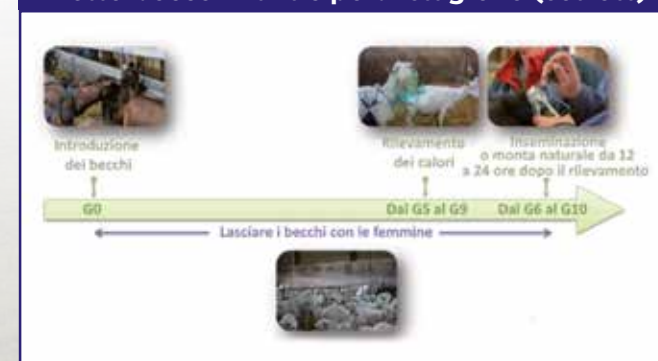 Introduzione
dei becchi
Rilevamento
dei calori
Inseminazione
o monta naturale da 12
a 24 ore dopo il rilevamento
G0
Dal G5 al G9
Dal G6 al G10
Lasciare i becchi con le femmine